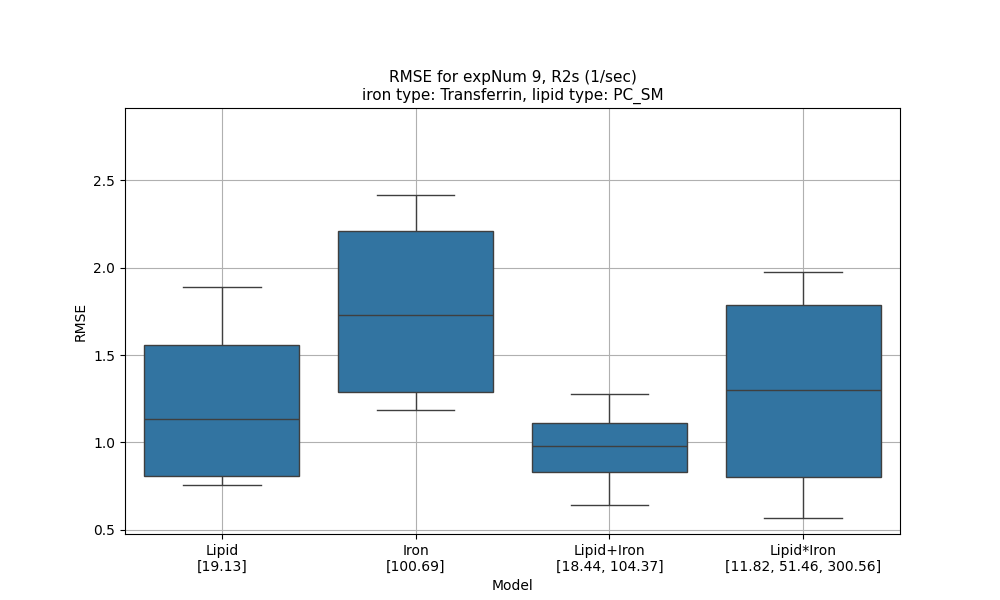 RMSE for expNum 9, R2s (1/sec)
iron type: Transferrin, lipid type: PC_SM
RMSE
2.5
2.0
1.5
1.0
0.5
Lipid
[19.13]
Iron
[100.69]
Lipid+Iron
[18.44, 104.37]
Lipid*Iron
[11.82, 51.46, 300.56]
Model